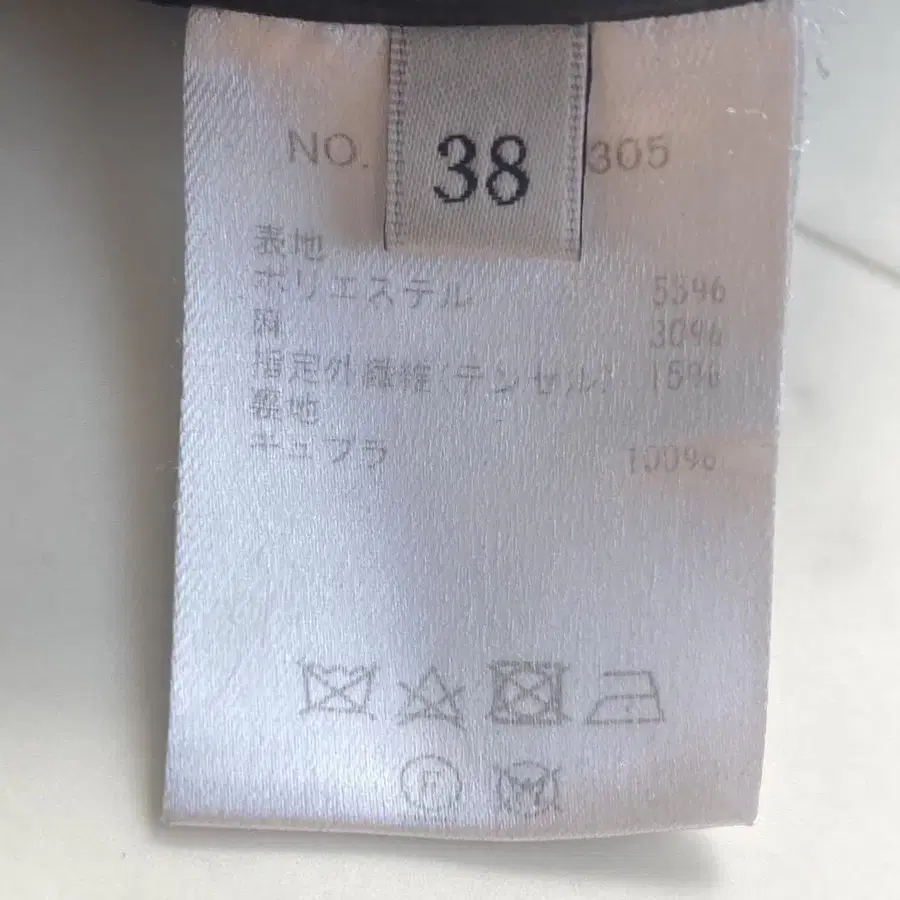 NO. 305
38
表地
ポリエステル 55%
麻 30%
指定外繊維(テンセル) 15%
裏地
キュプラ 100%
P
W